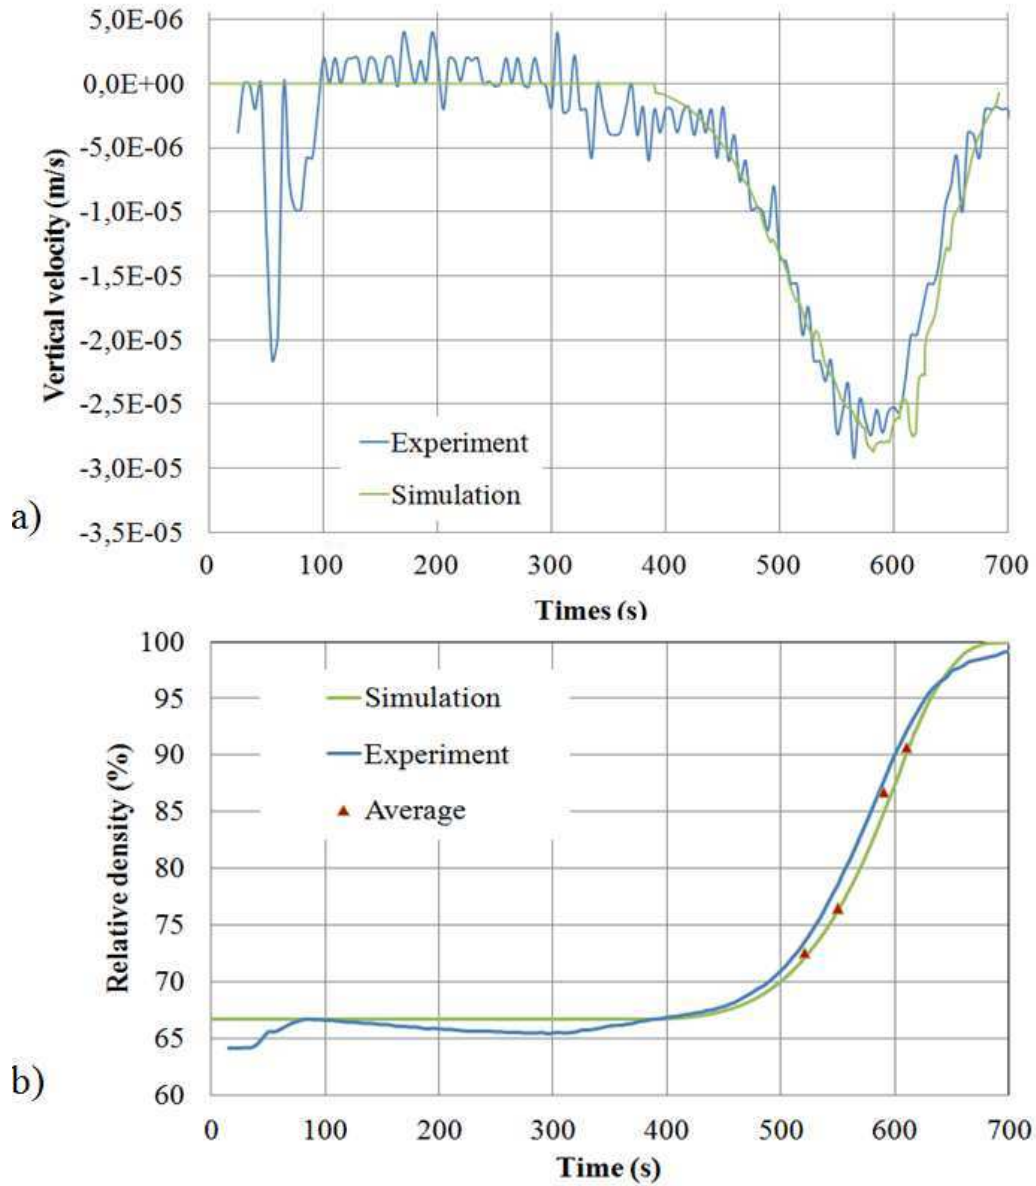 5,0E-06
0,0E+00
-5,0E-06
-1,0E-05
-1,5E-05
-2,0E-05
-2,5E-05
-3,0E-05
-3,5E-05
Vertical velocity (m/s)
Experiment
Simulation
a)
0 100 200 300 400 500 600 700
Times (s)
100
95
90
85
80
75
70
65
60
Relative density (%)
Simulation
Experiment
Average
b)
0 100 200 300 400 500 600 700
Time (s)